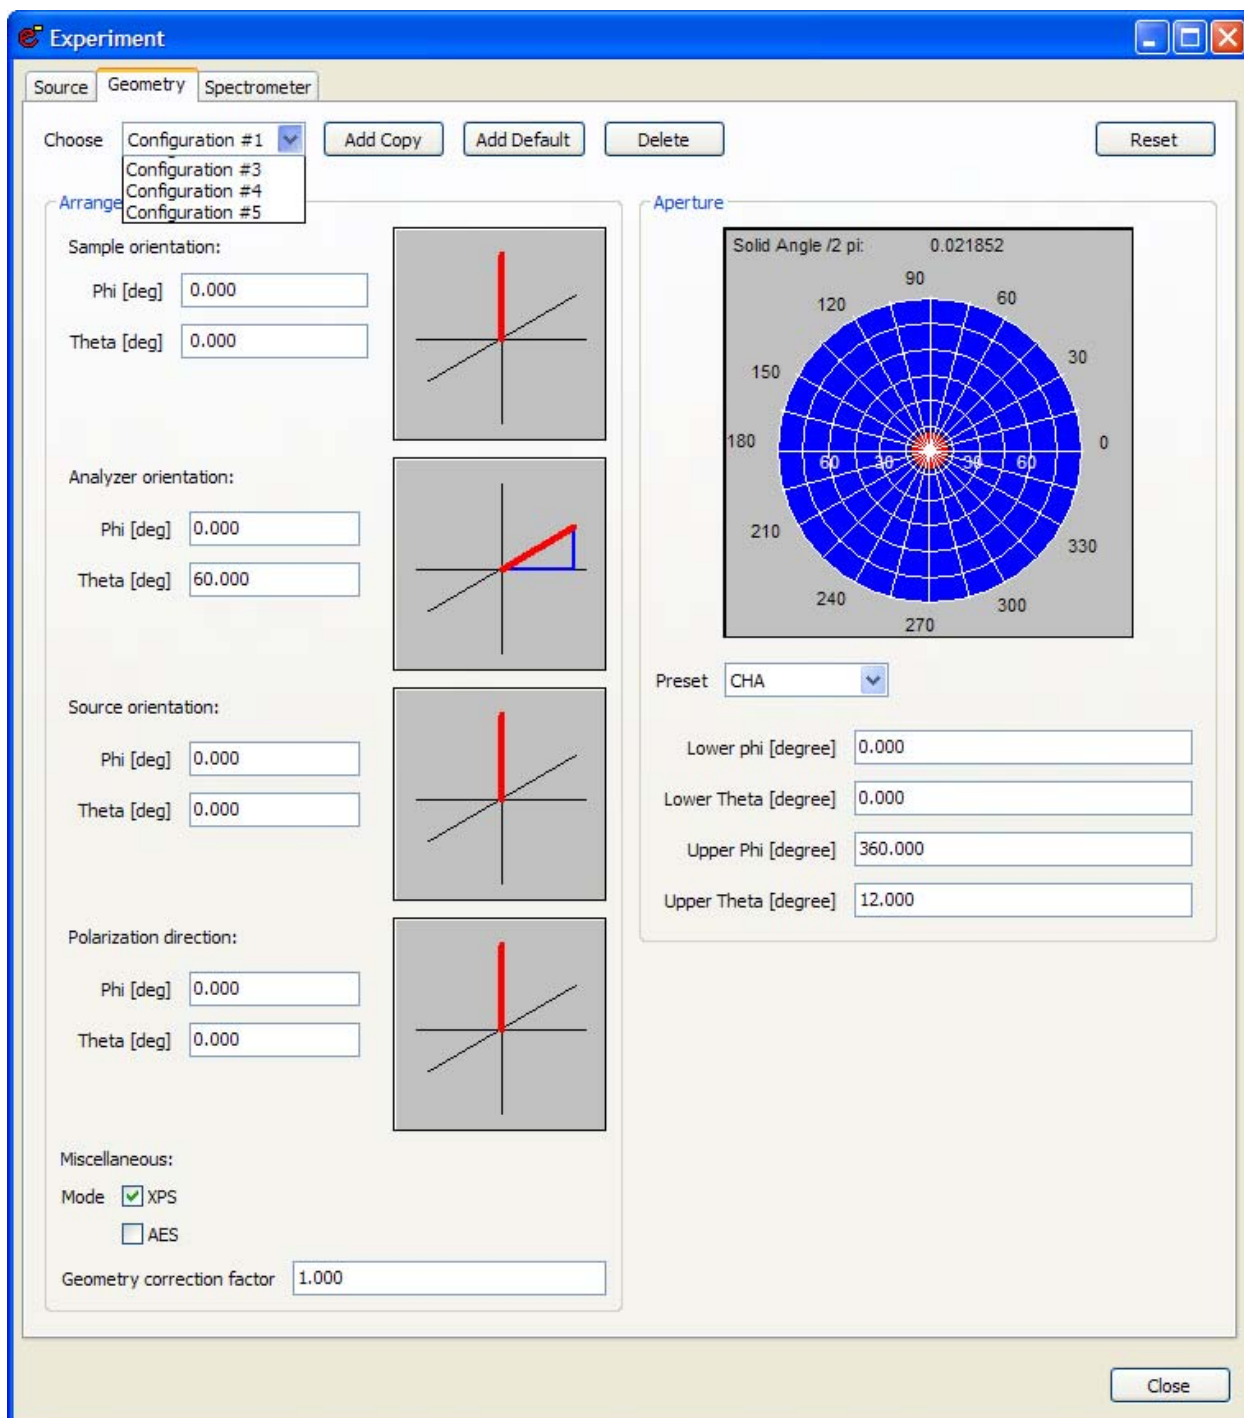 Experiment
Source Geometry Spectrometer
Choose Configuration #1 Add Copy Add Default Delete Reset
Configuration #3
Configuration #4
Configuration #5
Arrange
Sample orientation:
Phi [deg] 0.000
Theta [deg] 0.000
Analyzer orientation:
Phi [deg] 0.000
Theta [deg] 60.000
Source orientation:
Phi [deg] 0.000
Theta [deg] 0.000
Polarization direction:
Phi [deg] 0.000
Theta [deg] 0.000
Miscellaneous:
Mode XPS
AES
Geometry correction factor 1.000
Aperture
Solid Angle /2 pi: 0.021852
90
120 60
150 30
180 60 30 30 60 0
210 330
240 300
270
Preset CHA
Lower phi [degree] 0.000
Lower Theta [degree] 0.000
Upper Phi [degree] 360.000
Upper Theta [degree] 12.000
Close